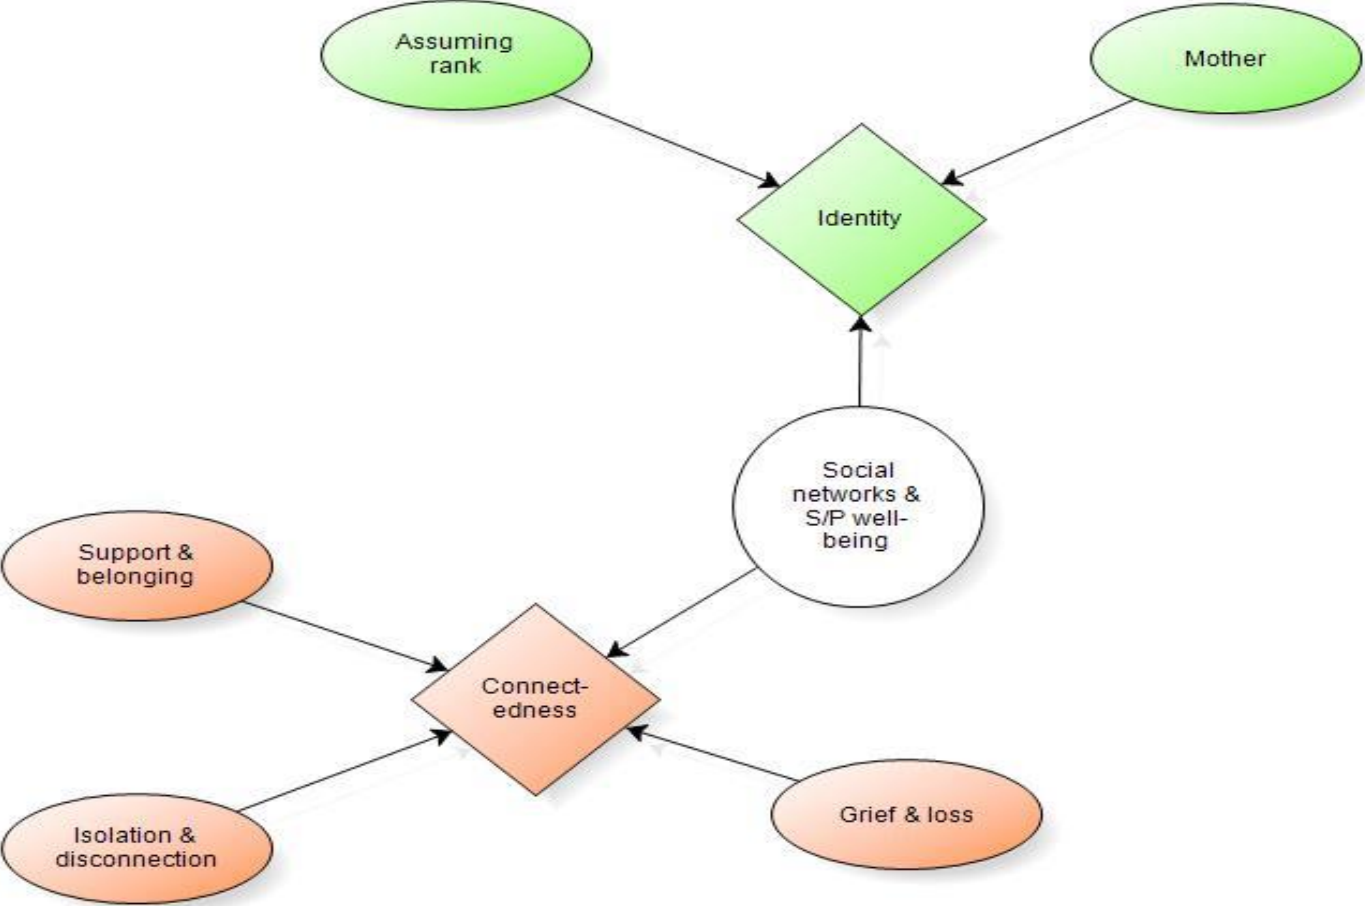 Assuming
rank
Mother
Identity
Social
networks &
S/P well-
being
Support &
belonging
Connect-
edness
Isolation &
disconnection
Grief & loss